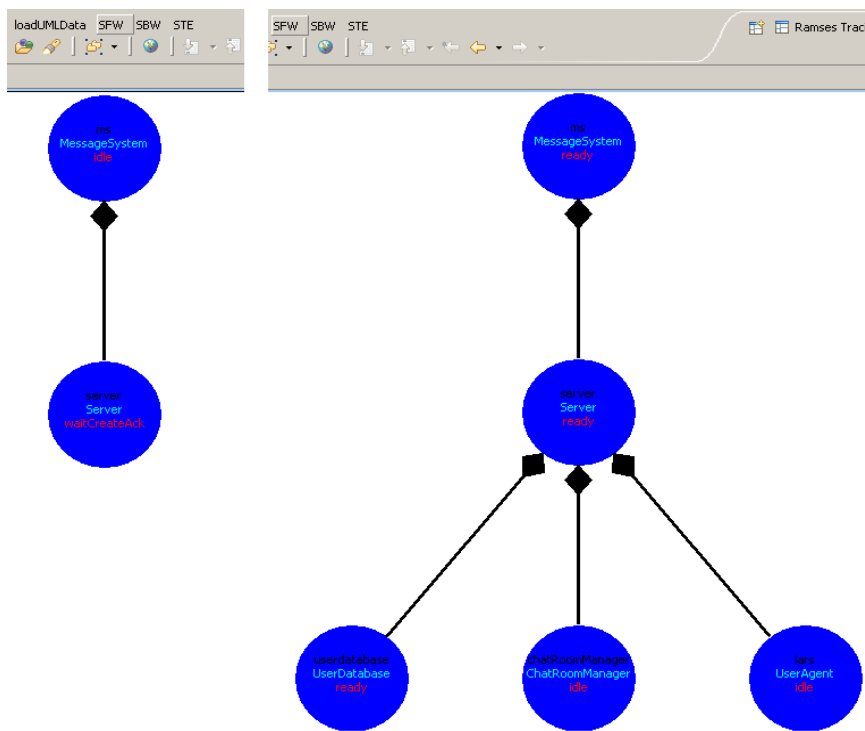 loadUMLData SFW SBW STE
ms
MessageSystem
idle
server
Server
waitCreateAck
SFW SBW STE
Ramses Trac
ms
MessageSystem
ready
server
Server
ready
userdatabase
UserDatabase
ready
chatRoomManager
ChatRoomManager
idle
lars
UserAgent
idle